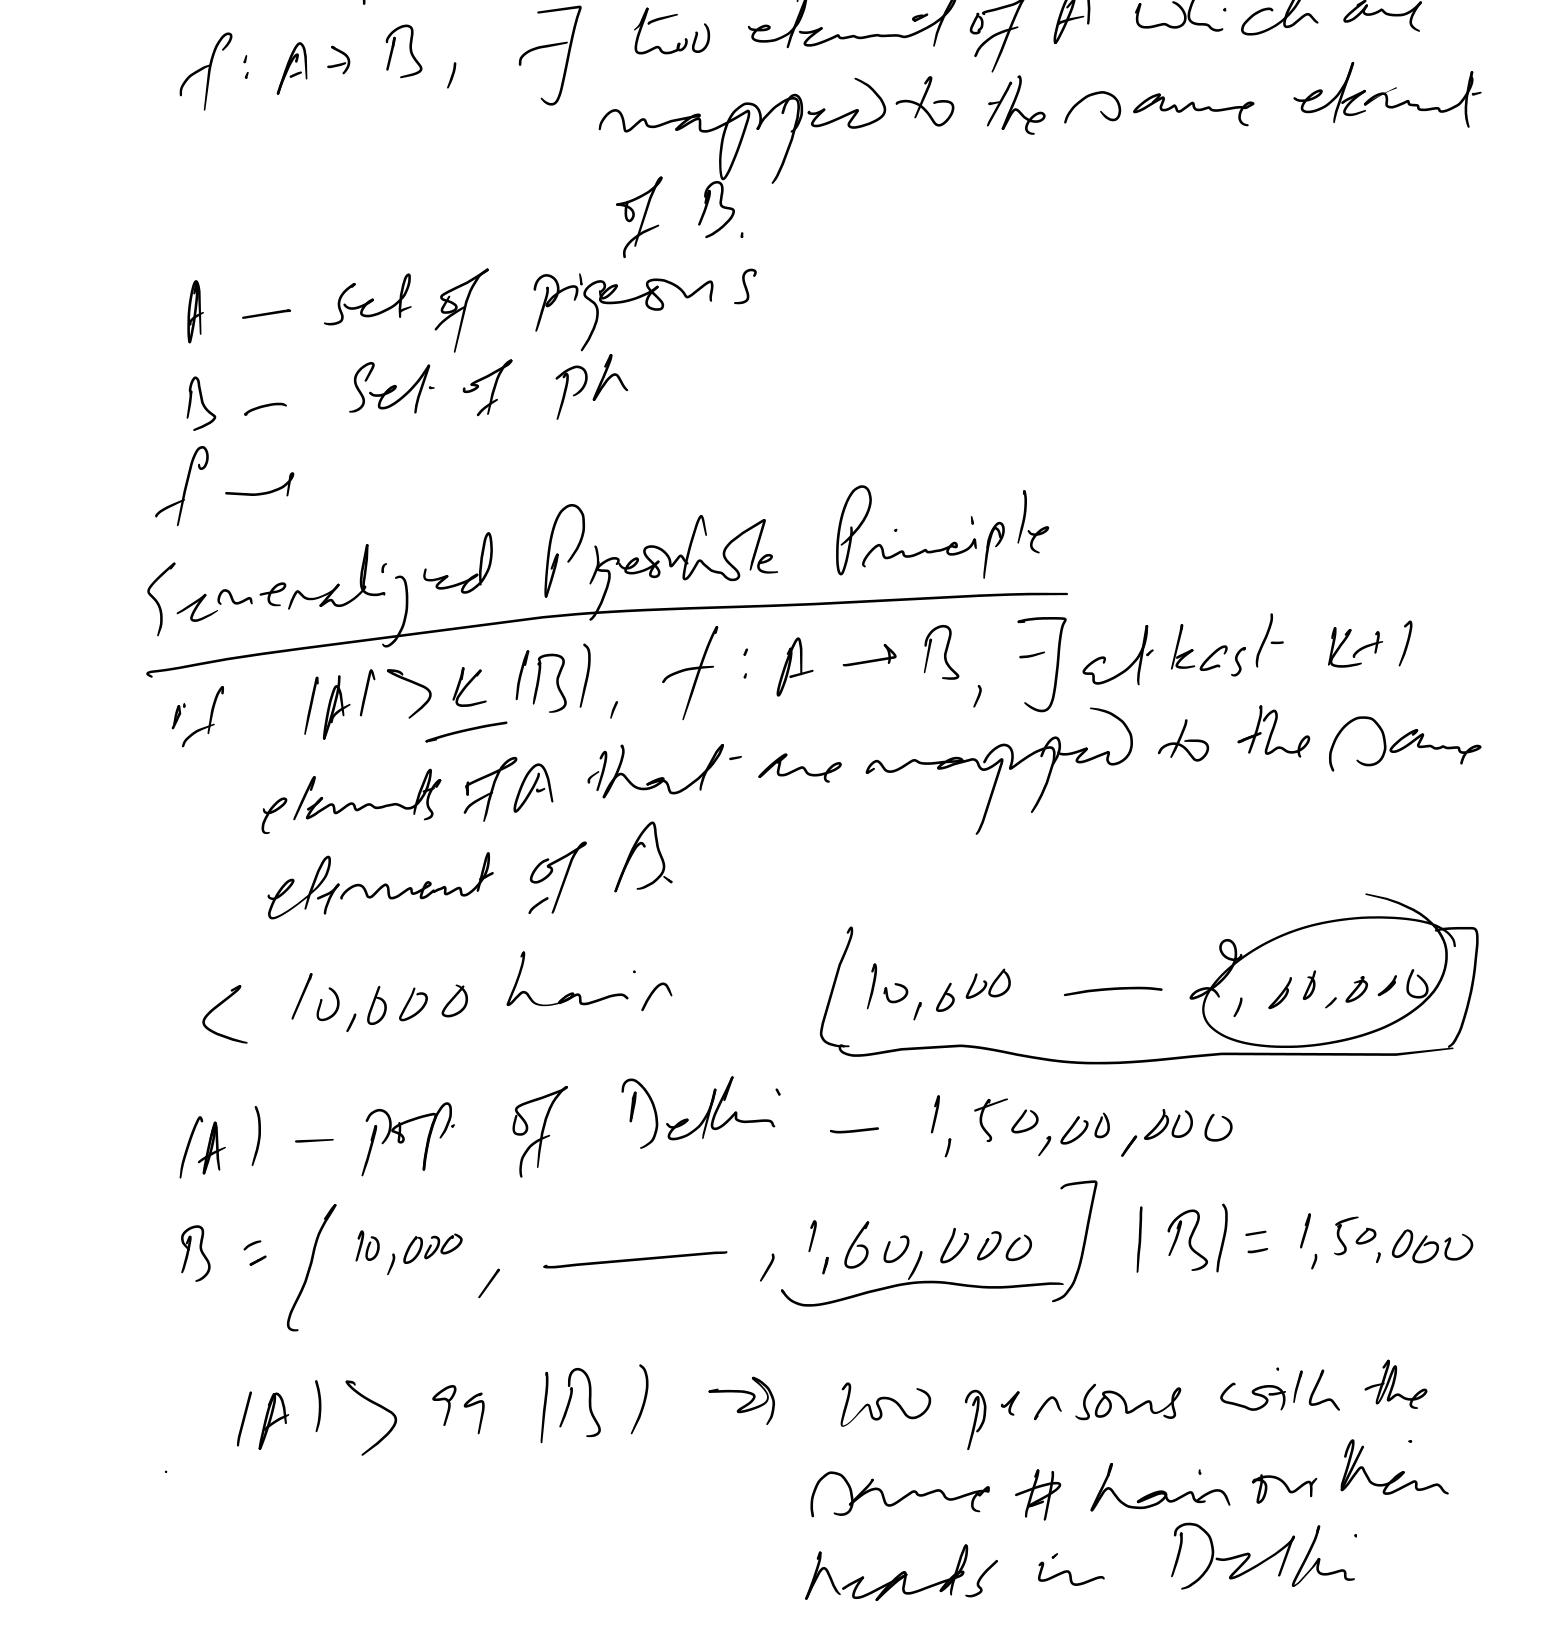 f : A → B, ∃ two element of A which are
mapped to the same element
of B.
A — set of pigeons
B — set of ph
f →
Generalized Pigeonhole Principle
if |A| > k |B|, f : A → B, ∃ at least k+1
elements of A that are mapped to the same
element of B.
< 10,000 hair [10,000 — 2,00,000]
|A| — pop. of Delhi — 1,50,00,000
B = [10,000, —, 1,60,000] |B| = 1,50,000
|A| > 99 |B| ⇒ 100 persons with the
same # hair on their
heads in Delhi